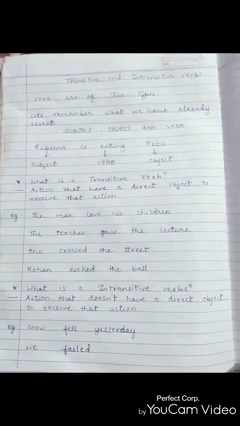 Transitive and Intransitive verbs
verb are of Two Types
lets remember what we have already
learnt
SUBJECT, OBJECT AND VERB
is eating
Subject verb object
* What is a Transitive verb"
— Action that have a direct object to
receive that action
eg The man love his children
The teacher gave the lecture.
She crossed the street
Rohan kicked the ball
* What is a Intransitive verbs"
— Action that doesn't have a direct object
to receive that action
eg Snow fell yesterday
We failed
Perfect Corp.
by YouCam Video